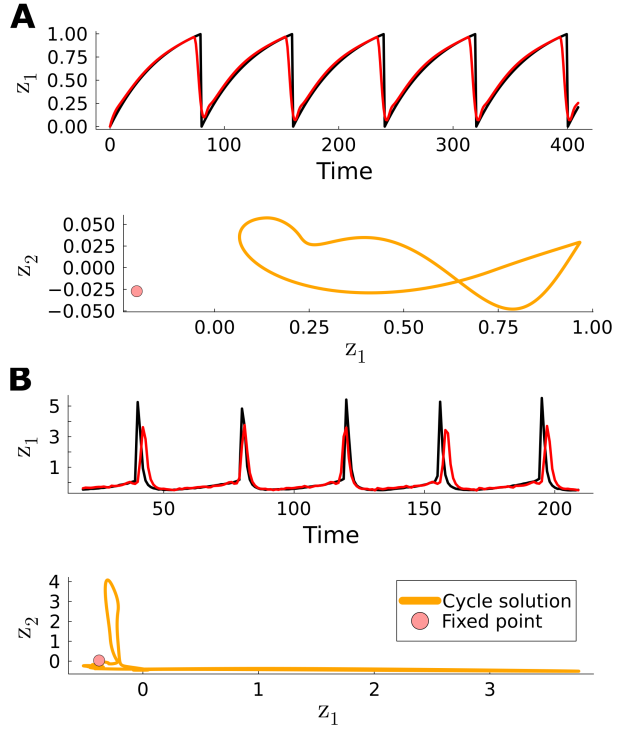 A
z1
1.00
0.75
0.50
0.25
0.00
0 100 200 300 400
Time
z2
0.050
0.025
0.000
−0.025
−0.050
0.00 0.25 0.50 0.75 1.00
z1
B
z1
5
3
1
50 100 150 200
Time
z2
4
3
2
1
0
Cycle solution
Fixed point
0 1 2 3
z1